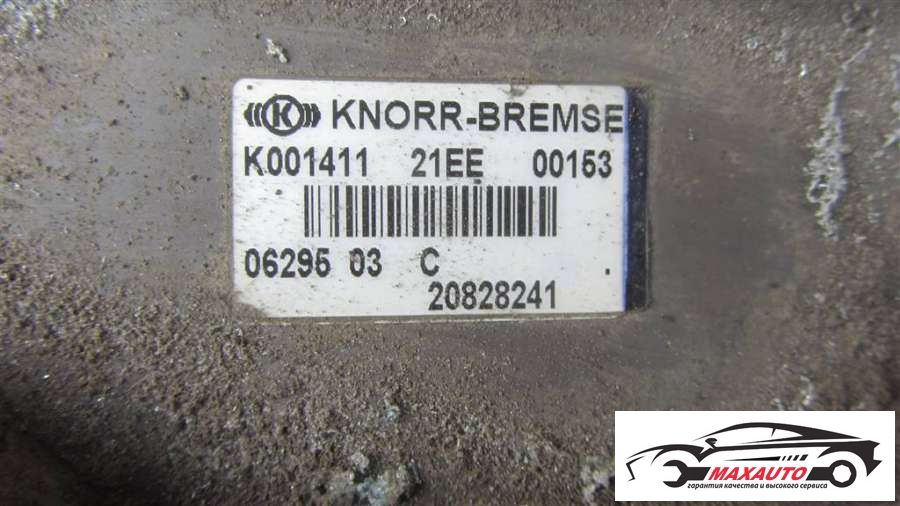 K KNORR-BREMSE
K001411 21EE 00153
06295 03 C .
20828241
MAXAUTO
гарантия качества и высокого сервиса